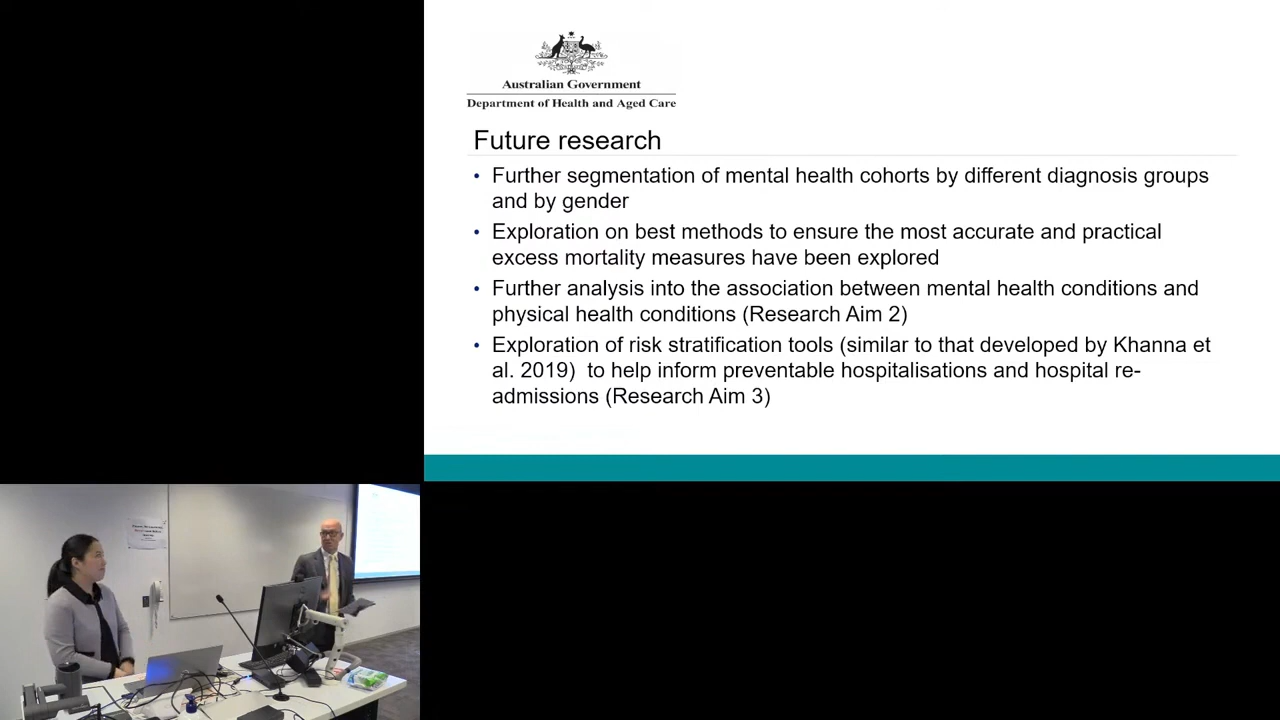 Australian Government
Department of Health and Aged Care
Future research
• Further segmentation of mental health cohorts by different diagnosis groups
and by gender
• Exploration on best methods to ensure the most accurate and practical
excess mortality measures have been explored
• Further analysis into the association between mental health conditions and
physical health conditions (Research Aim 2)
• Exploration of risk stratification tools (similar to that developed by Khanna et
al. 2019)  to help inform preventable hospitalisations and hospital re-
admissions (Research Aim 3)